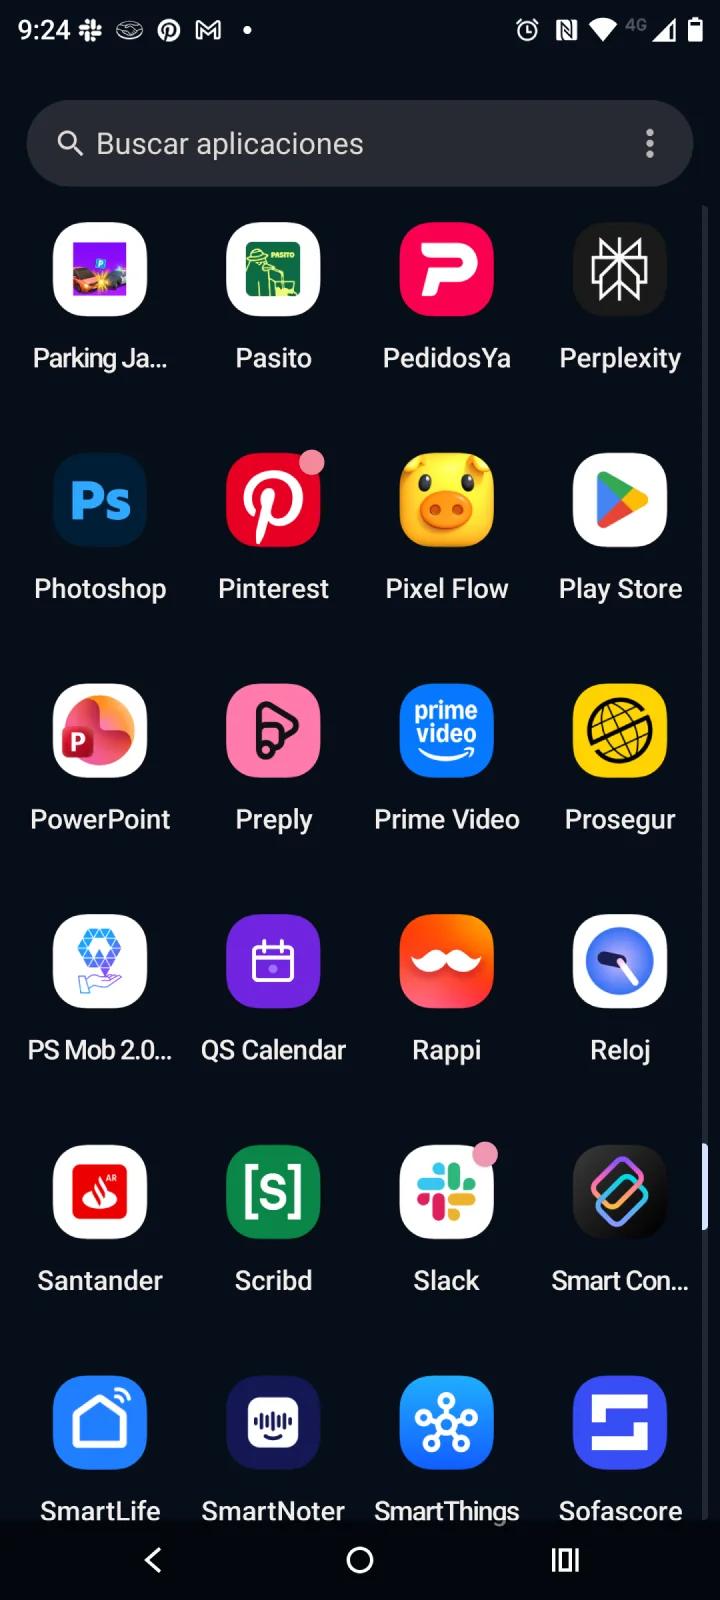 9:24 4G
Buscar aplicaciones
P
PASITO
Parking Ja... Pasito PedidosYa Perplexity
Ps
Photoshop Pinterest Pixel Flow Play Store
P prime video
PowerPoint Preply Prime Video Prosegur
PS Mob 2.0... QS Calendar Rappi Reloj
AR [S]
Santander Scribd Slack Smart Con...
SmartLife SmartNoter SmartThings Sofascore